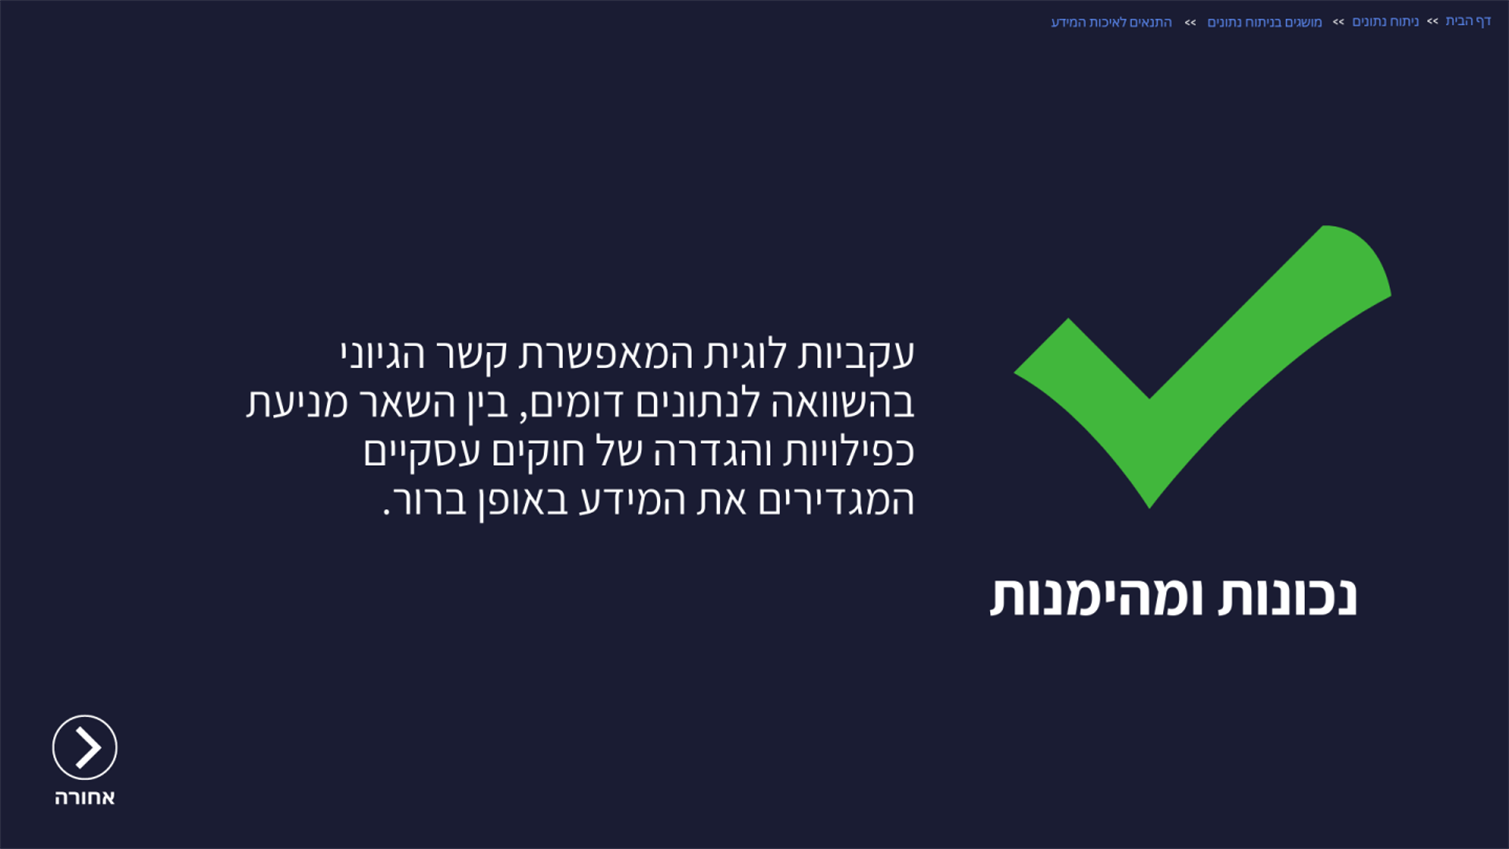 דף הבית >> ניתוח נתונים >> מושגים בניתוח נתונים >> התנאים לאיכות המידע
עקביות לוגית המאפשרת קשר הגיוני
בהשוואה לנתונים דומים, בין השאר מניעת
כפילויות והגדרה של חוקים עסקיים
המגדירים את המידע באופן ברור.
נכונות ומהימנות
אחורה